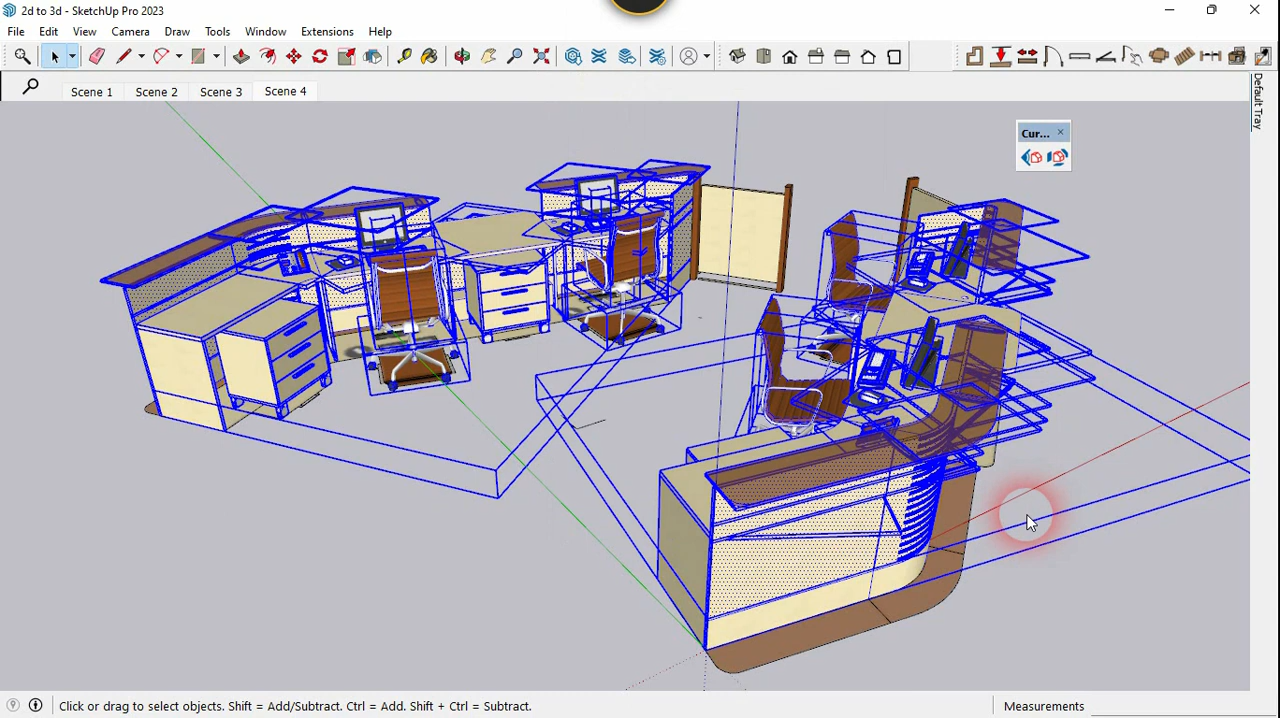 2d to 3d - SketchUp Pro 2023
File Edit View Camera Draw Tools Window Extensions Help
Scene 1 Scene 2 Scene 3 Scene 4
Default Tray
Cur...
Click or drag to select objects. Shift = Add/Subtract. Ctrl = Add. Shift + Ctrl = Subtract.
Measurements